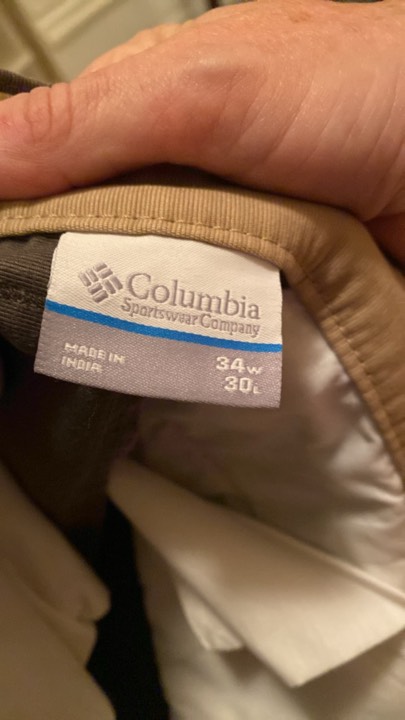 Columbia
Sportswear Company
MADE IN
INDIA
34W
30L